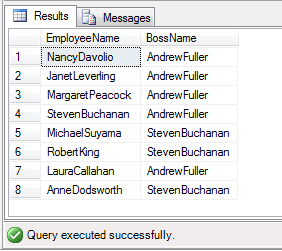 Results Messages
EmployeeName BossName
1 NancyDavolio AndrewFuller
2 JanetLeverling AndrewFuller
3 MargaretPeacock AndrewFuller
4 StevenBuchanan AndrewFuller
5 MichaelSuyama StevenBuchanan
6 RobertKing StevenBuchanan
7 LauraCallahan AndrewFuller
8 AnneDodsworth StevenBuchanan
Query executed successfully.